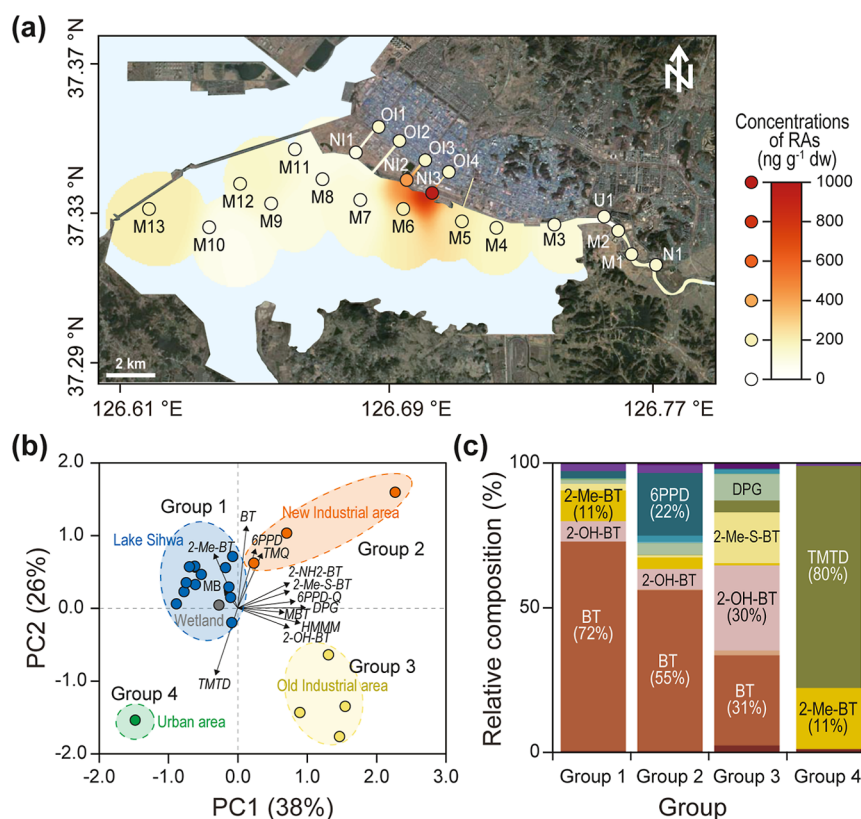 (a)
37.37 °N
37.33 °N
37.29 °N
126.61 °E
126.69 °E
126.77 °E
N
2 km
OI1
OI2
OI3
OI4
NI1
NI2
NI3
M11
M8
M12
M9
M13
M10
M7
M6
M5
M4
M3
U1
M2
M1
N1
Concentrations
of RAs
(ng g-1 dw)
1000
800
600
400
200
0
(b)
2.0
1.0
0.0
-1.0
-2.0
-2.0
-1.0
0.0
1.0
2.0
3.0
PC2 (26%)
PC1 (38%)
Group 1
Lake Sihwa
2-Me-BT
MB
Wetland
BT
6PPD
TMQ
New Industrial area
Group 2
2-NH2-BT
2-Me-S-BT
6PPD-Q
DPG
MBT
HMMM
2-OH-BT
TMTD
Group 3
Old Industrial area
Group 4
Urban area
(c)
Relative composition (%)
100
50
0
2-Me-BT
(11%)
2-OH-BT
BT
(72%)
6PPD
(22%)
2-OH-BT
BT
(55%)
DPG
2-Me-S-BT
2-OH-BT
(30%)
BT
(31%)
TMTD
(80%)
2-Me-BT
(11%)
Group 1
Group 2
Group 3
Group 4
Group